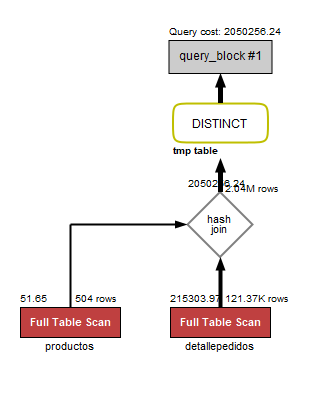 Query cost: 2050256.24
query_block #1
DISTINCT
tmp table
2050256.24
2.04M rows
hash
join
51.65
504 rows
215303.97
121.37K rows
Full Table Scan
Full Table Scan
productos
detallepedidos